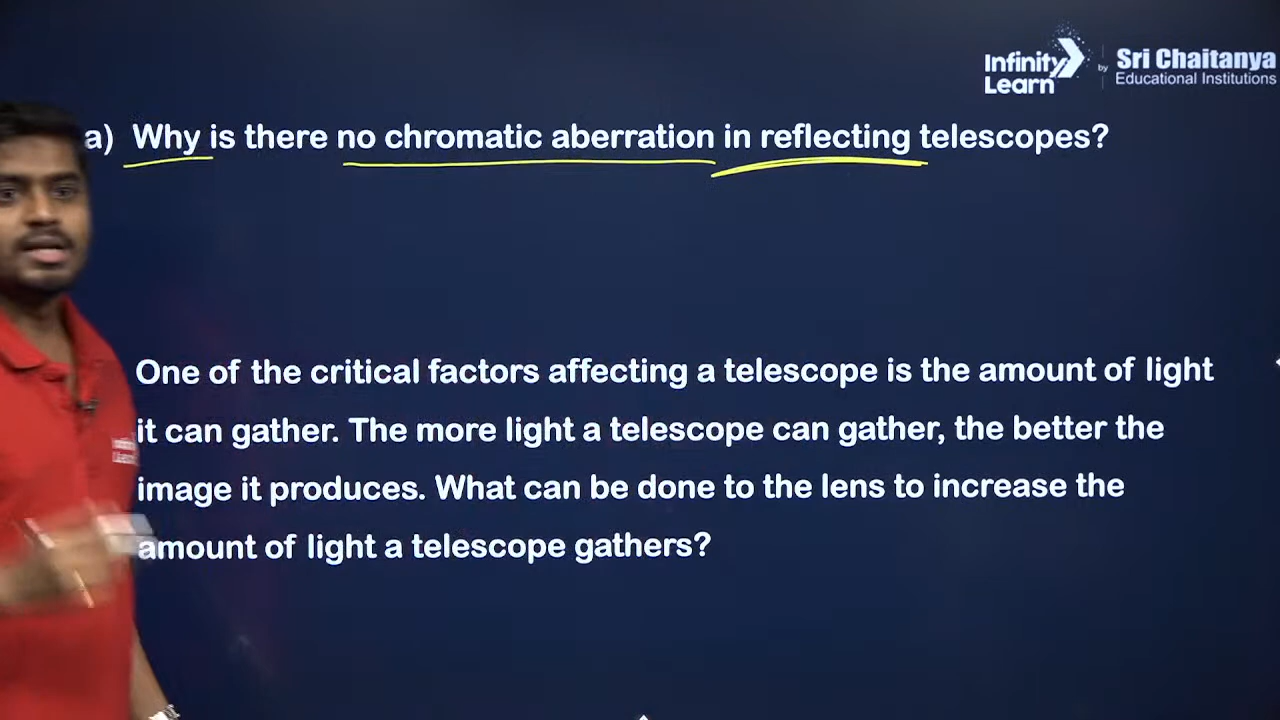 Infinity Learn by Sri Chaitanya Educational Institutions
a) Why is there no chromatic aberration in reflecting telescopes?
One of the critical factors affecting a telescope is the amount of light
it can gather. The more light a telescope can gather, the better the
image it produces. What can be done to the lens to increase the
amount of light a telescope gathers?
Infinity
Learn